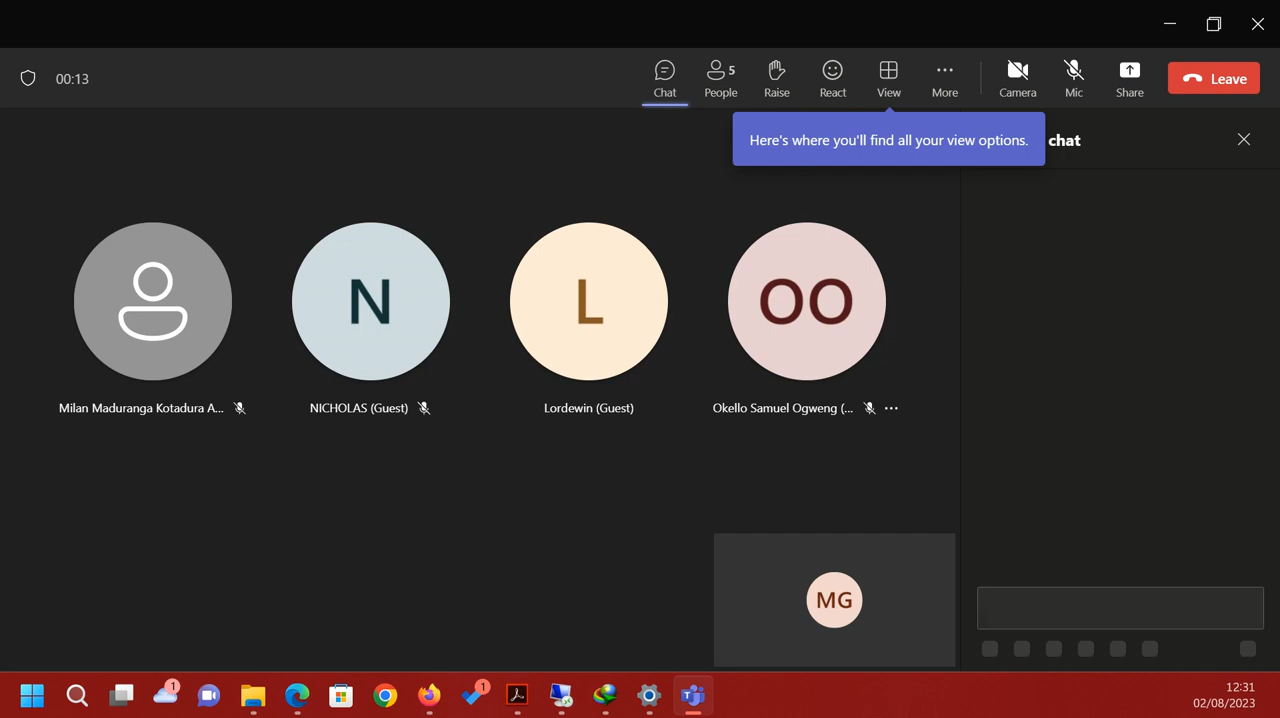 00:13
Chat
People 5
Raise
React
View
More
Camera
Mic
Share
Leave
Here's where you'll find all your view options.
chat
N
L
OO
Milan Maduranga Kotadura A...
NICHOLAS (Guest)
Lordewin (Guest)
Okello Samuel Ogweng (...
MG
1
1
12:31
02/08/2023